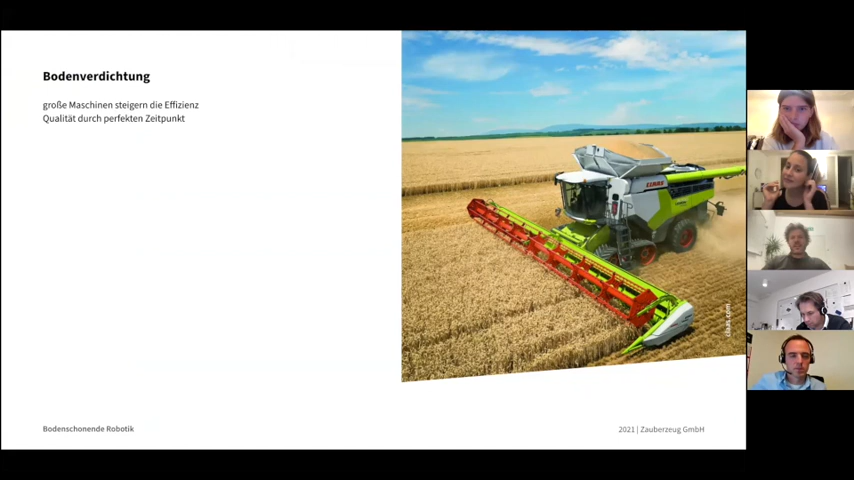 Bodenverdichtung
große Maschinen steigern die Effizienz
Qualität durch perfekten Zeitpunkt
CLAAS
claas.com
Bodenschonende Robotik
2021 | Zauberzeug GmbH